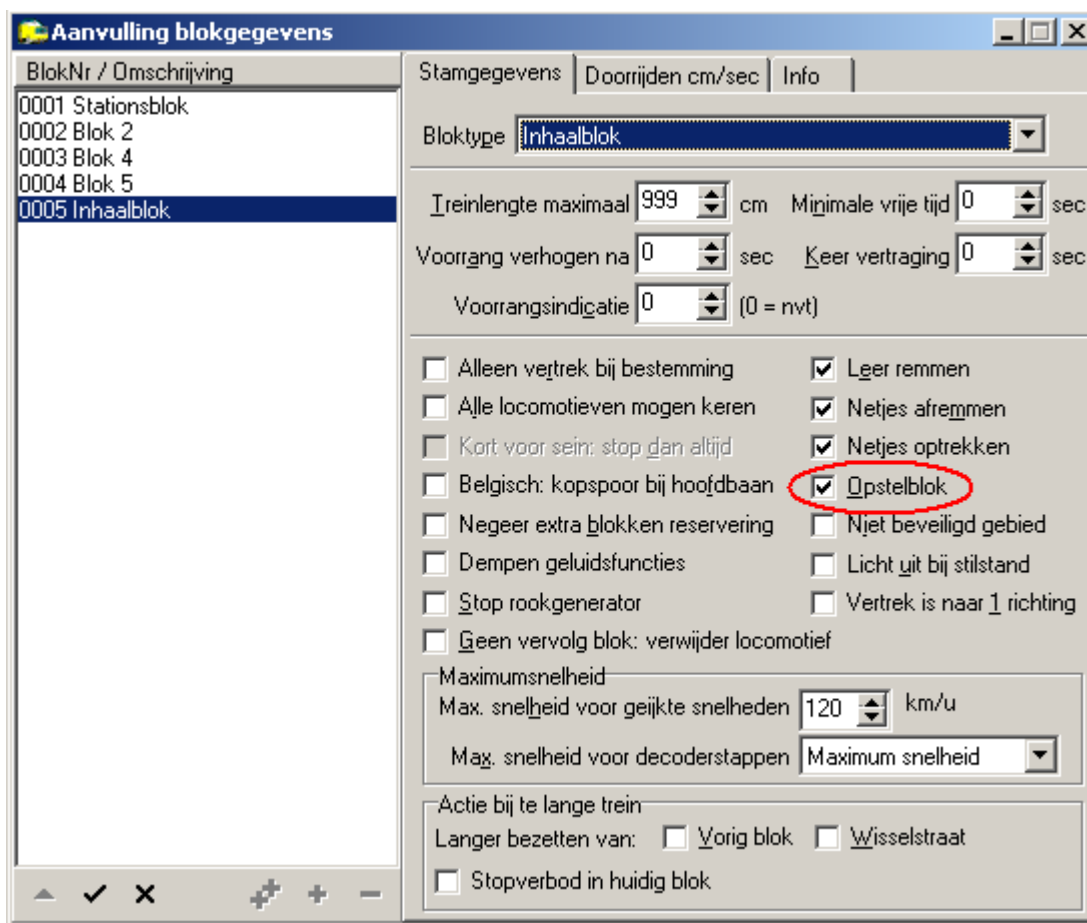 Aanvulling blokgegevens
BlokNr / Omschrijving
0001 Stationsblok
0002 Blok 2
0003 Blok 4
0004 Blok 5
0005 Inhaalblok
Stamgegevens Doorrijden cm/sec Info
Bloktype Inhaalblok
Treinlengte maximaal 999 cm Minimale vrije tijd 0 sec
Voorrang verhogen na 0 sec Keer vertraging 0 sec
Voorrangsindicatie 0 (0 = nvt)
Alleen vertrek bij bestemming Leer remmen
Alle locomotieven mogen keren Netjes afremmen
Kort voor sein: stop dan altijd Netjes optrekken
Belgisch: kopspoor bij hoofdbaan Opstelblok
Negeer extra blokken reservering Niet beveiligd gebied
Dempen geluidsfuncties Licht uit bij stilstand
Stop rookgenerator Vertrek is naar 1 richting
Geen vervolg blok: verwijder locomotief
Maximumsnelheid
Max. snelheid voor geijkte snelheden 120 km/u
Max. snelheid voor decoderstappen Maximum snelheid
Actie bij te lange trein
Langer bezetten van: Vorig blok Wisselstraat
Stopverbod in huidig blok